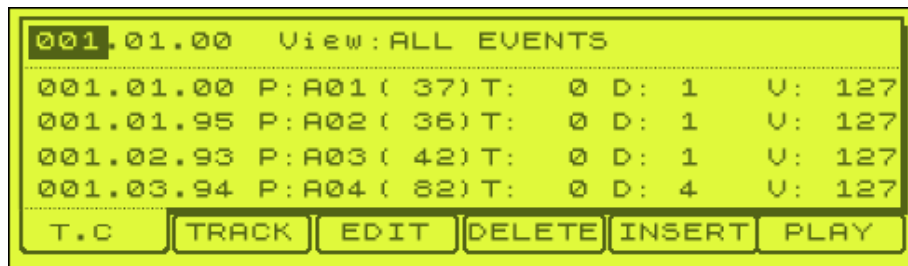 001.01.00 View:ALL EVENTS
001.01.00 P:A01( 37)T: 0 D: 1 V: 127
001.01.95 P:A02( 36)T: 0 D: 1 V: 127
001.02.93 P:A03( 42)T: 0 D: 1 V: 127
001.03.94 P:A04( 82)T: 0 D: 4 V: 127
T.C TRACK EDIT DELETE INSERT PLAY